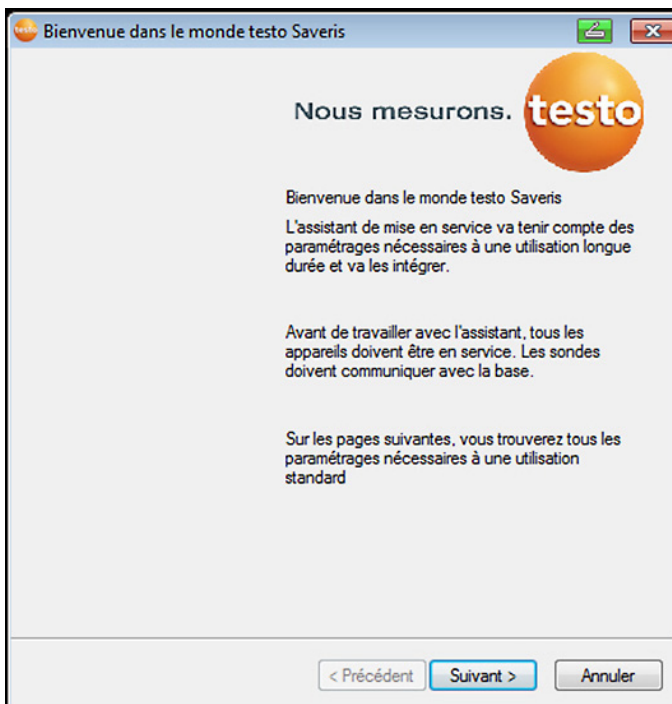 testo Bienvenue dans le monde testo Saveris
Nous mesurons. testo
Bienvenue dans le monde testo Saveris
L'assistant de mise en service va tenir compte des
paramétrages nécessaires à une utilisation longue
durée et va les intégrer.
Avant de travailler avec l'assistant, tous les
appareils doivent être en service. Les sondes
doivent communiquer avec la base.
Sur les pages suivantes, vous trouverez tous les
paramétrages nécessaires à une utilisation
standard
< Précédent Suivant > Annuler